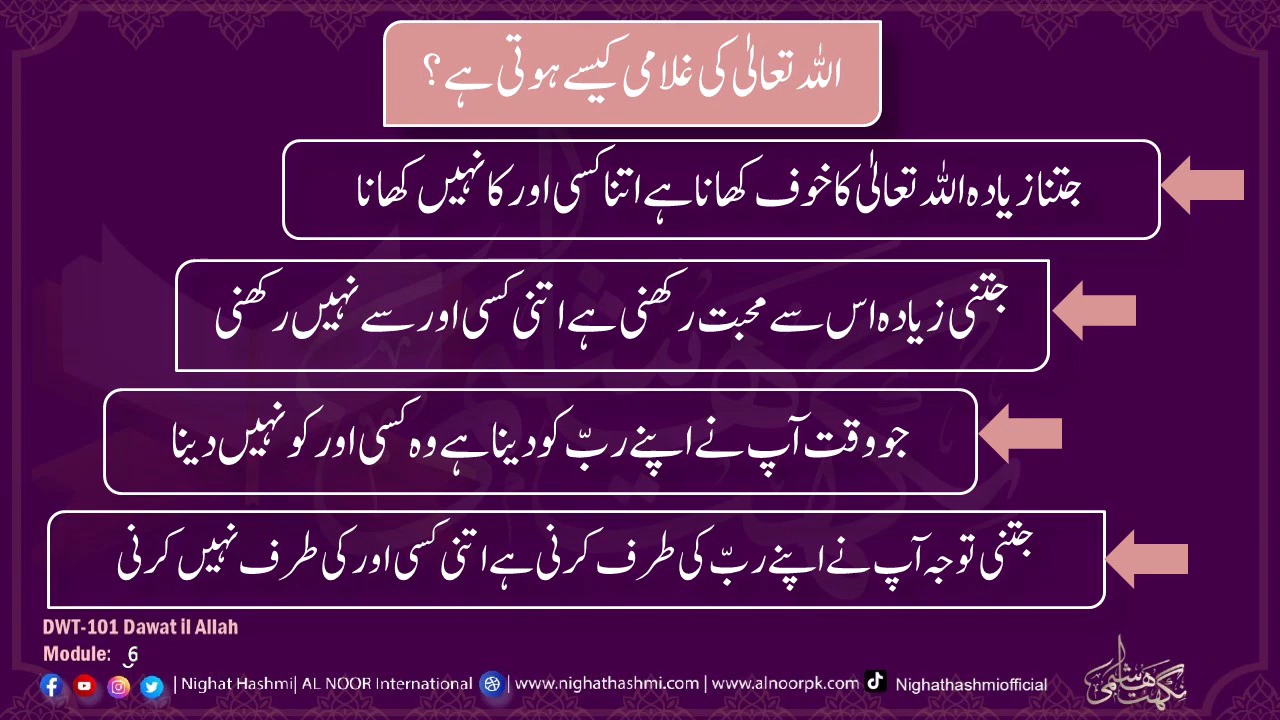 اللہ تعالٰی کی غلامی کیسے ہوتی ہے؟
جتنا زیادہ اللہ تعالٰی کا خوف کھانا ہے اتنا کسی اور کا نہیں کھانا
جتنی زیادہ اس سے محبت رکھنی ہے اتنی کسی اور سے نہیں رکھنی
جو وقت آپ نے اپنے ربّ کو دینا ہے وہ کسی اور کو نہیں دینا
جتنی توجہ آپ نے اپنے ربّ کی طرف کرنی ہے اتنی کسی اور کی طرف نہیں کرنی
DWT-101 Dawat il Allah
Module: 6
| Nighat Hashmi| AL NOOR International | www.nighathashmi.com | www.alnoorpk.com Nighathashmiofficial
نگہت ہاشمی